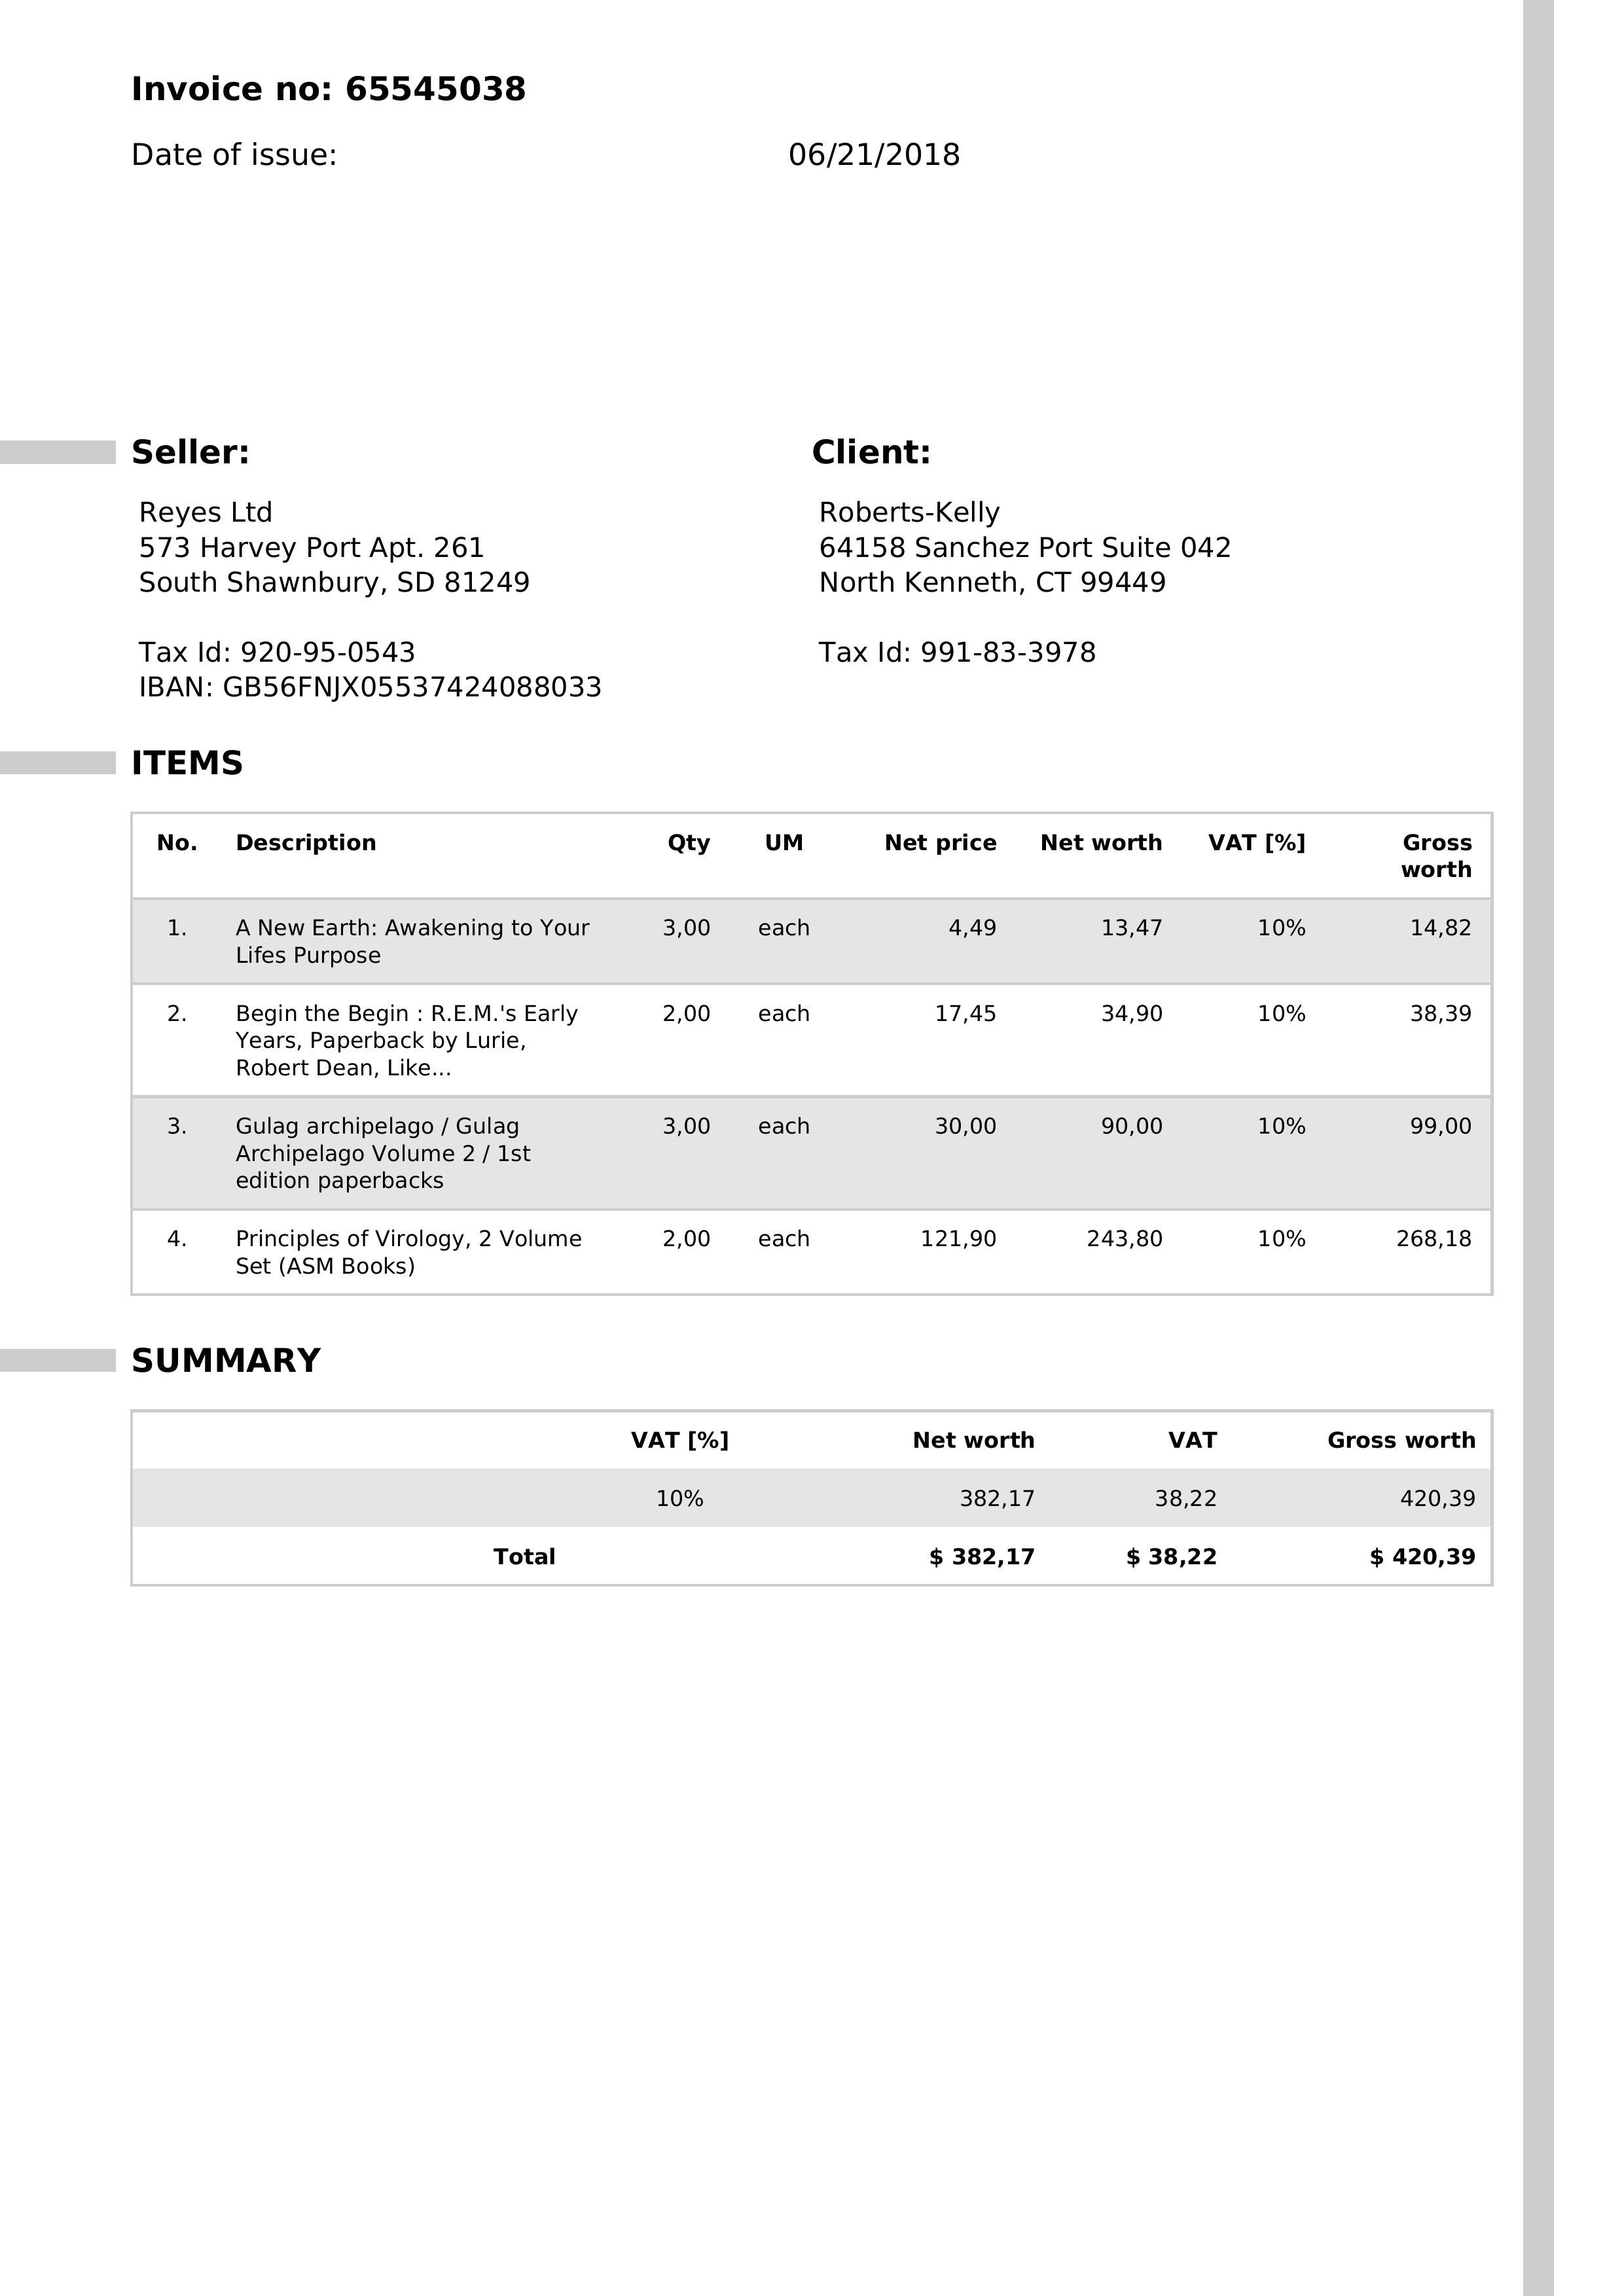 Invoice no: 65545038
Date of issue: 06/21/2018
Seller: Client:
Reyes Ltd
573 Harvey Port Apt. 261
South Shawnbury, SD 81249
Tax Id: 920-95-0543
IBAN: GB56FNJX05537424088033
Roberts-Kelly
64158 Sanchez Port Suite 042
North Kenneth, CT 99449
Tax Id: 991-83-3978
ITEMS
No. Description Qty UM Net price Net worth VAT [%] Gross
worth
1. A New Earth: Awakening to Your 3,00 each 4,49 13,47 10% 14,82
Lifes Purpose
2. Begin the Begin : R.E.M.'s Early 2,00 each 17,45 34,90 10% 38,39
Years, Paperback by Lurie,
Robert Dean, Like...
3. Gulag archipelago / Gulag 3,00 each 30,00 90,00 10% 99,00
Archipelago Volume 2 / 1st
edition paperbacks
4. Principles of Virology, 2 Volume 2,00 each 121,90 243,80 10% 268,18
Set (ASM Books)
SUMMARY
VAT [%] Net worth VAT Gross worth
10% 382,17 38,22 420,39
Total $ 382,17 $ 38,22 $ 420,39